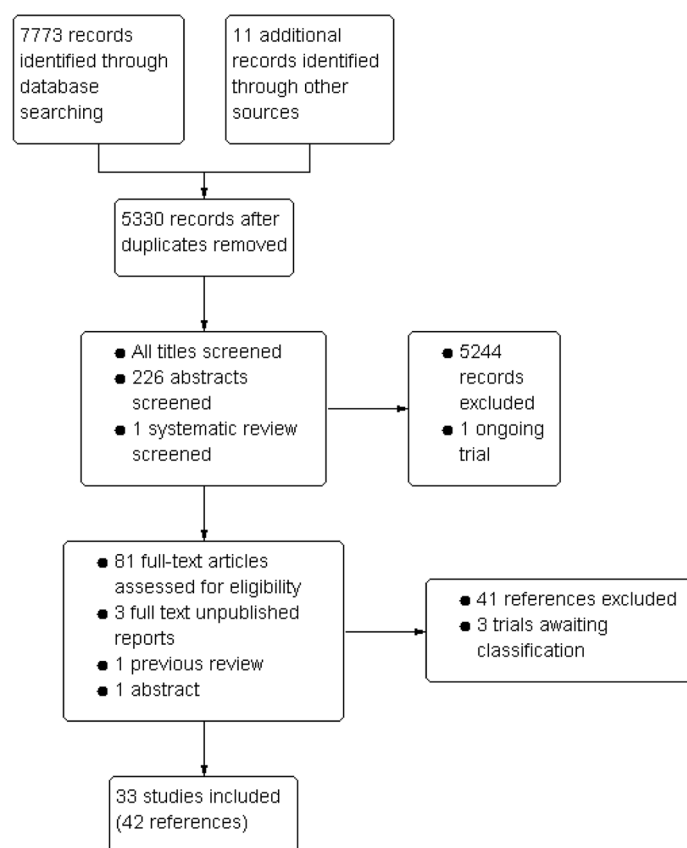 7773 records
identified through
database
searching
11 additional
records identified
through other
sources
5330 records after
duplicates removed
● All titles screened
● 226 abstracts
screened
● 1 systematic review
screened
● 5244
records
excluded
● 1 ongoing
trial
● 81 full-text articles
assessed for eligibility
● 3 full text unpublished
reports
● 1 previous review
● 1 abstract
● 41 references excluded
● 3 trials awaiting
classification
33 studies included
(42 references)